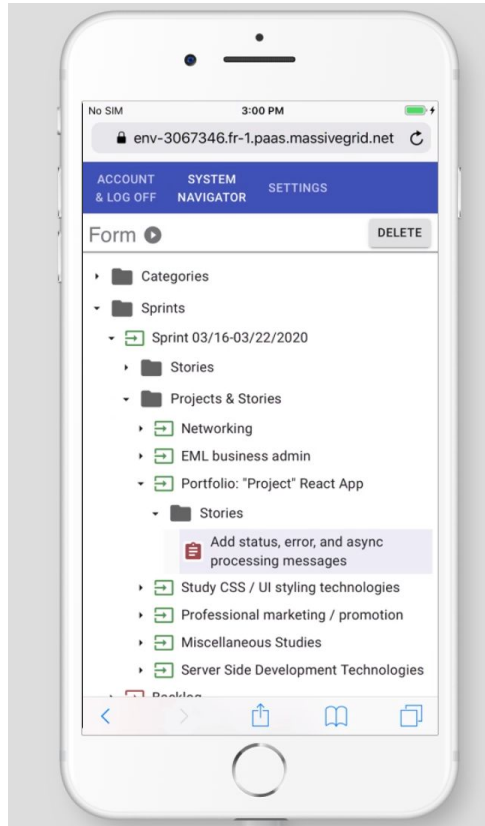 No SIM 3:00 PM
env-3067346.fr-1.paas.massivegrid.net
ACCOUNT & LOG OFF
SYSTEM NAVIGATOR
SETTINGS
Form
DELETE
Categories
Sprints
Sprint 03/16-03/22/2020
Stories
Projects & Stories
Networking
EML business admin
Portfolio: "Project" React App
Stories
Add status, error, and async
processing messages
Study CSS / UI styling technologies
Professional marketing / promotion
Miscellaneous Studies
Server Side Development Technologies
Backlog